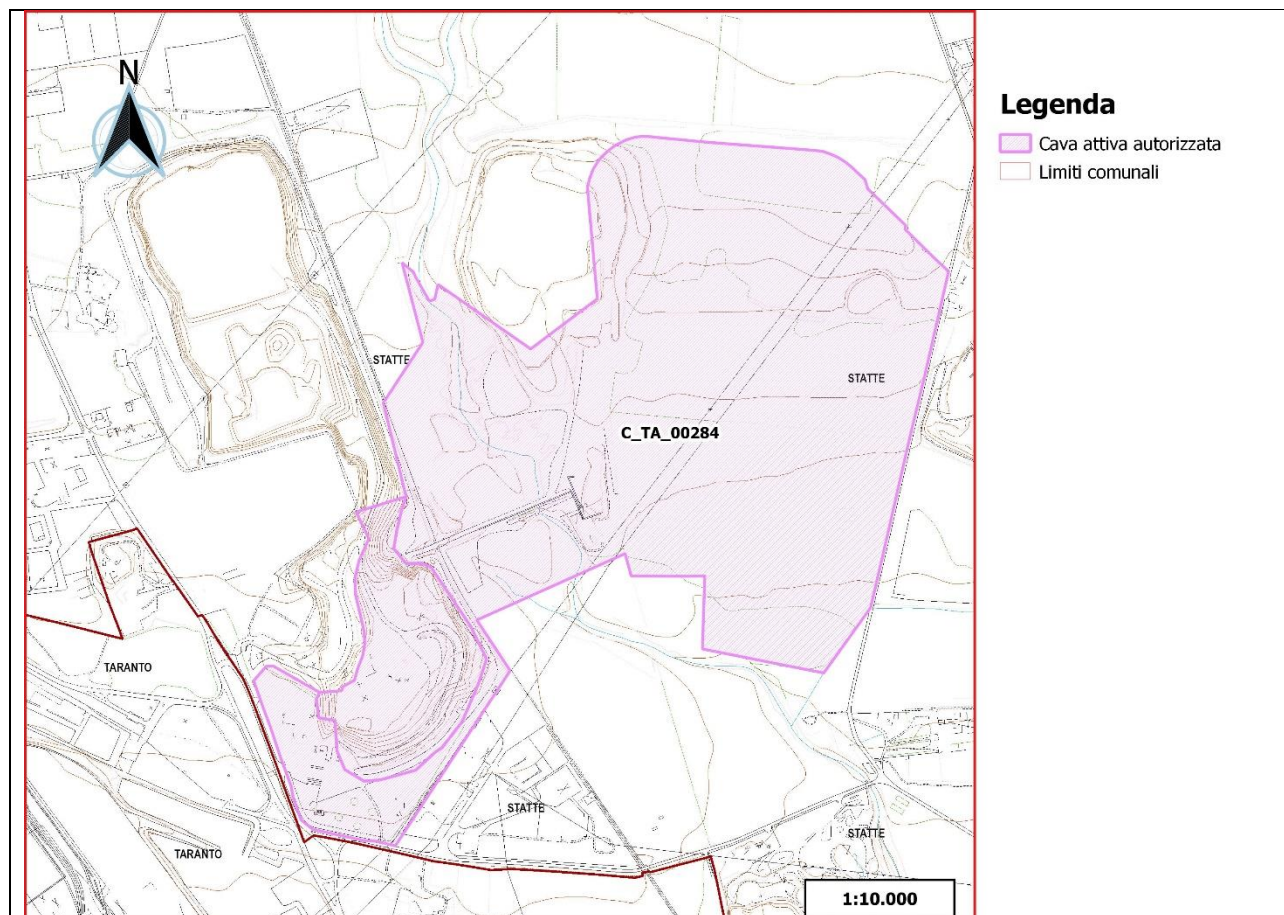 N
Legenda
Cava attiva autorizzata
Limiti comunali
STATTE
STATTE
C_TA_00284
TARANTO
STATTE
STATTE
TARANTO
1:10.000